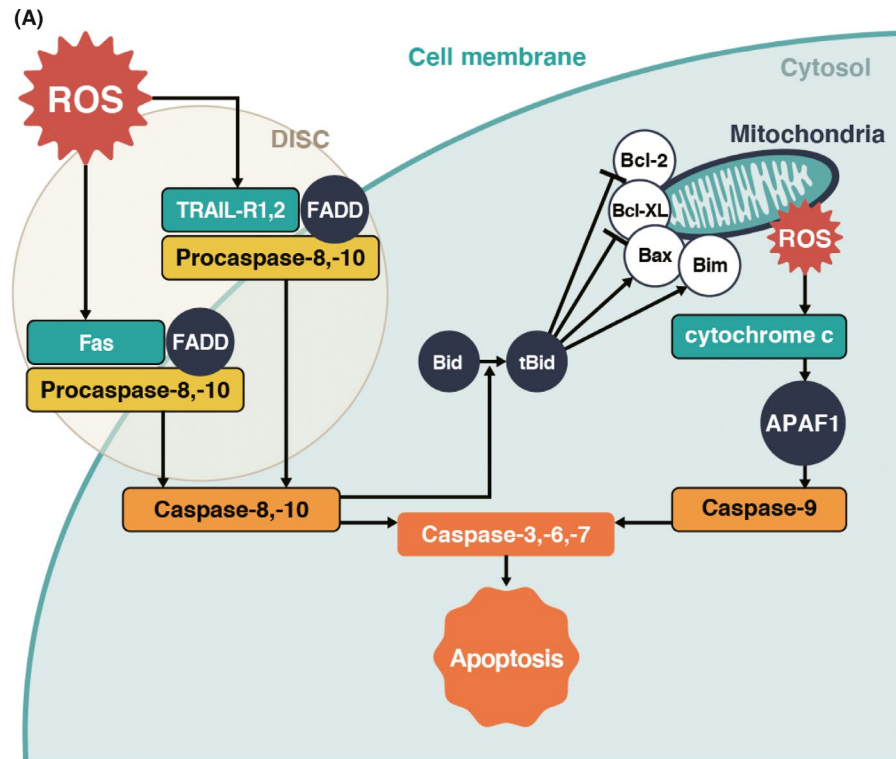 (A)
ROS
Cell membrane
Cytosol
DISC
Mitochondria
Bcl-2
TRAIL-R1,2
FADD
Bcl-XL
ROS
Procaspase-8,-10
Bax
Bim
Fas
FADD
cytochrome c
Bid
tBid
Procaspase-8,-10
APAF1
Caspase-8,-10
Caspase-9
Caspase-3,-6,-7
Apoptosis